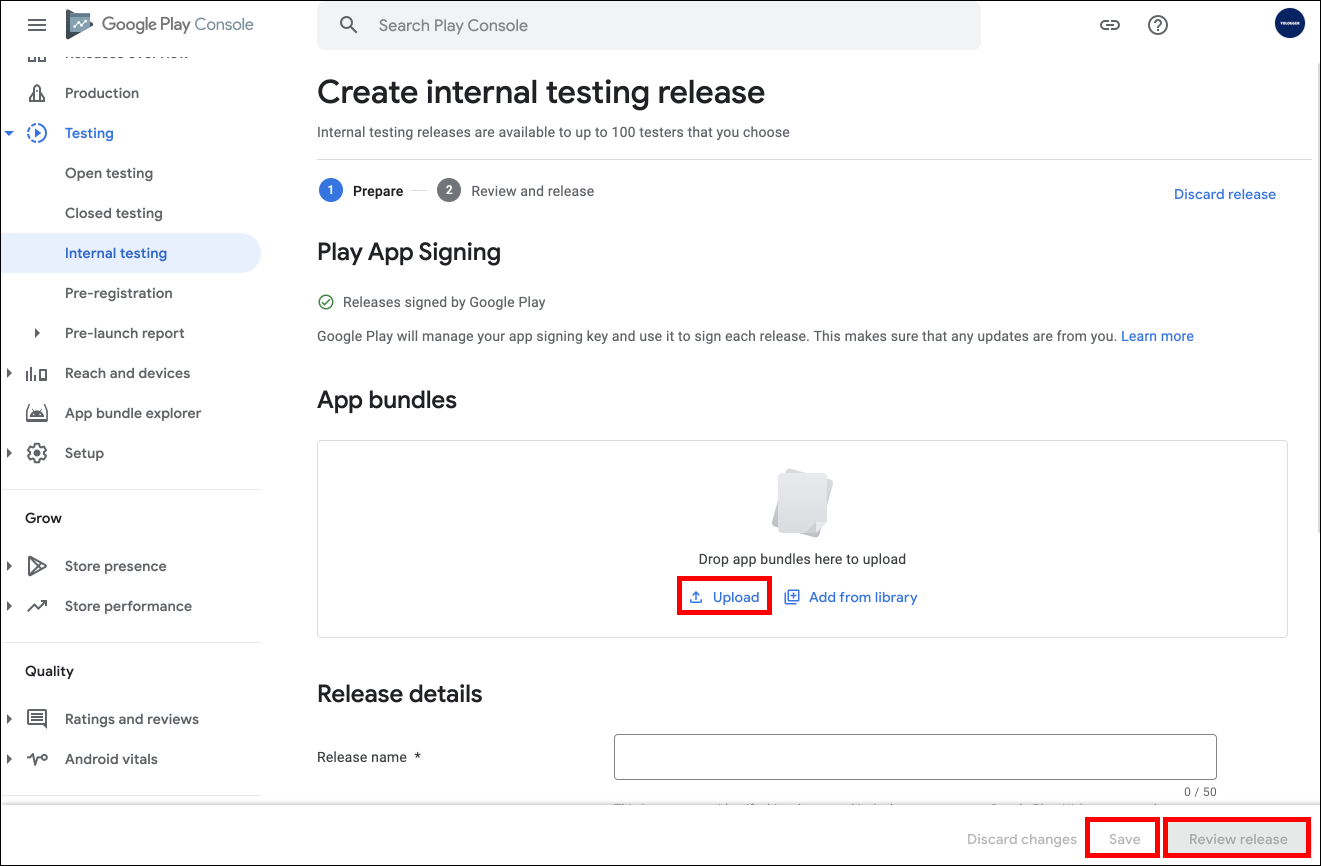 Google Play Console
Search Play Console
YOLOGGER
Releases overview
Production
Testing
Open testing
Closed testing
Internal testing
Pre-registration
Pre-launch report
Reach and devices
App bundle explorer
Setup
Grow
Store presence
Store performance
Quality
Ratings and reviews
Android vitals
Create internal testing release
Internal testing releases are available to up to 100 testers that you choose
1 Prepare 2 Review and release
Discard release
Play App Signing
Releases signed by Google Play
Google Play will manage your app signing key and use it to sign each release. This makes sure that any updates are from you. Learn more
App bundles
Drop app bundles here to upload
Upload Add from library
Release details
Release name *
0 / 50
Discard changes Save Review release